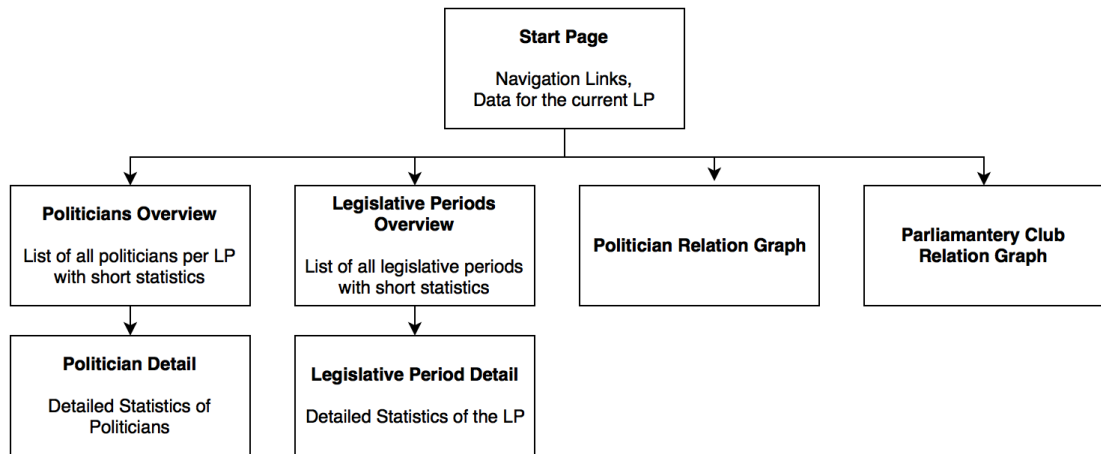 Start Page
Navigation Links,
Data for the current LP
Politicians Overview
List of all politicians per LP
with short statistics
Legislative Periods
Overview
List of all legislative periods
with short statistics
Politician Relation Graph
Parliamantery Club
Relation Graph
Politician Detail
Detailed Statistics of
Politicians
Legislative Period Detail
Detailed Statistics of the LP